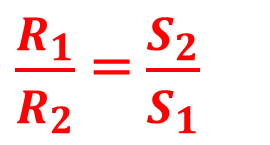 R₁/R₂ = S₂/S₁